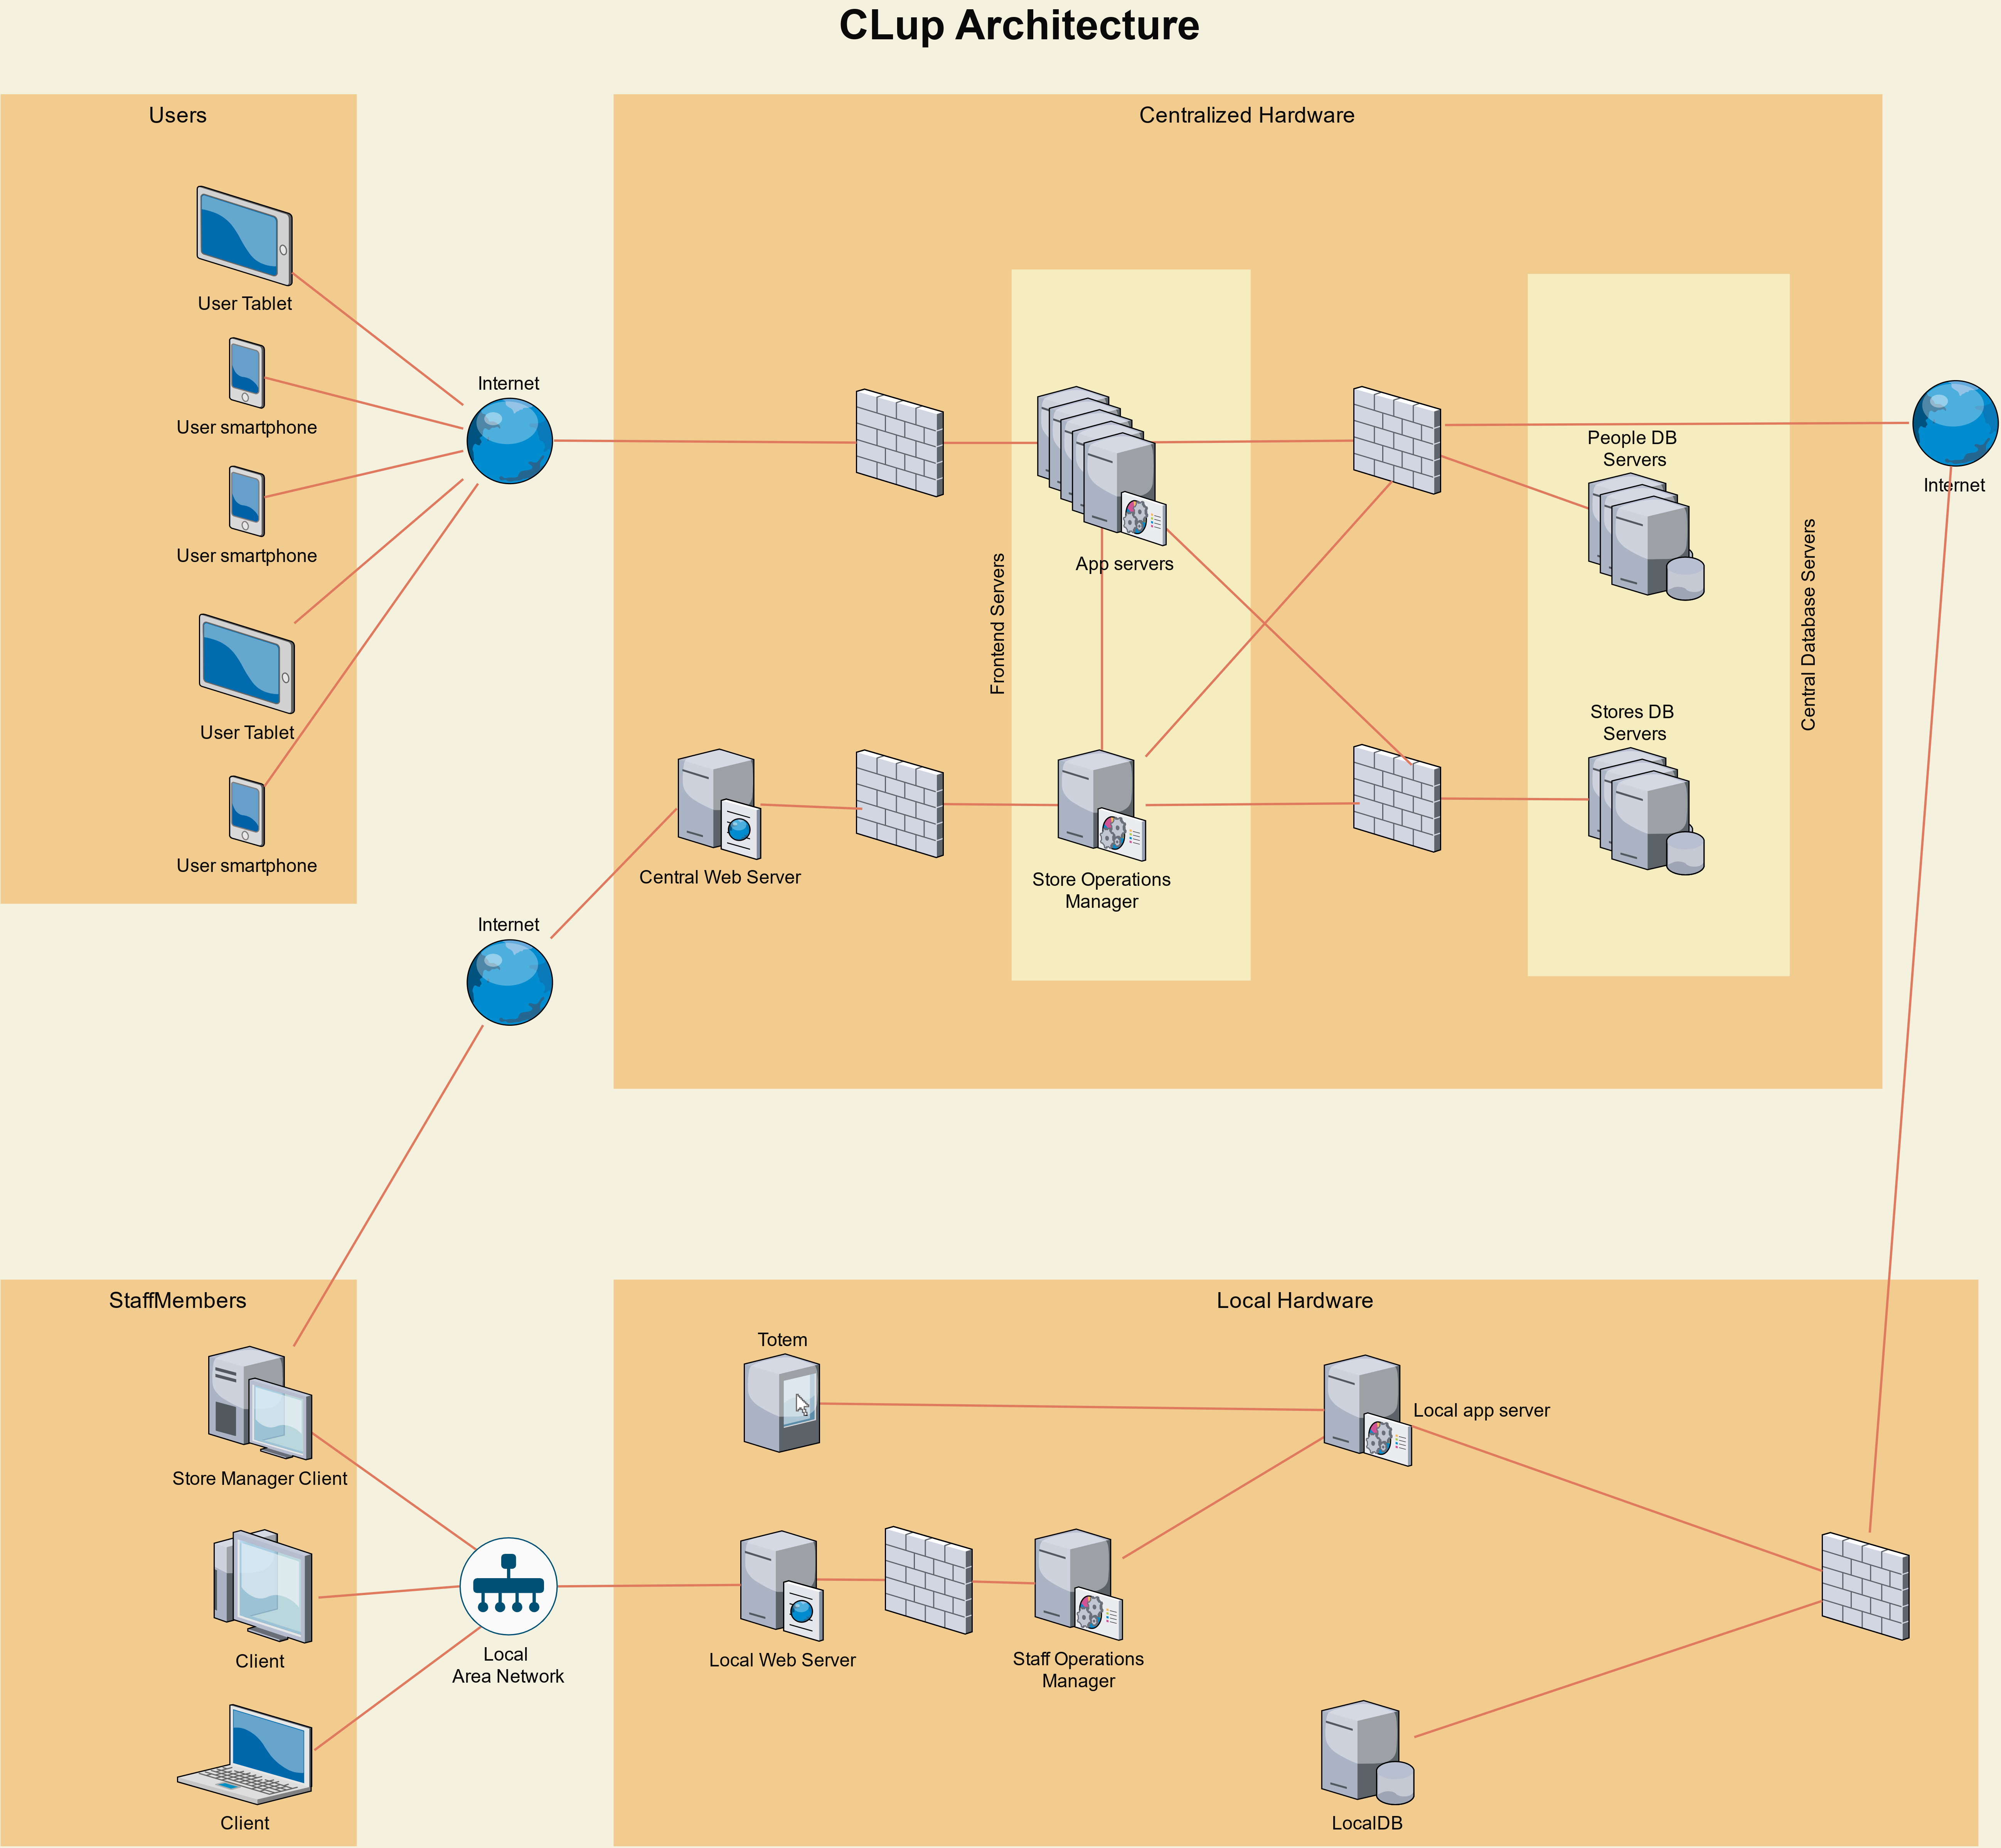 CLup Architecture
Users
User Tablet
User smartphone
User smartphone
User Tablet
User smartphone
Internet
Internet
Centralized Hardware
Frontend Servers
App servers
Central Web Server
Store Operations
Manager
People DB
Servers
Stores DB
Servers
Central Database Servers
Internet
StaffMembers
Store Manager Client
Client
Client
Local
Area Network
Local Hardware
Totem
Local app server
Local Web Server
Staff Operations
Manager
LocalDB